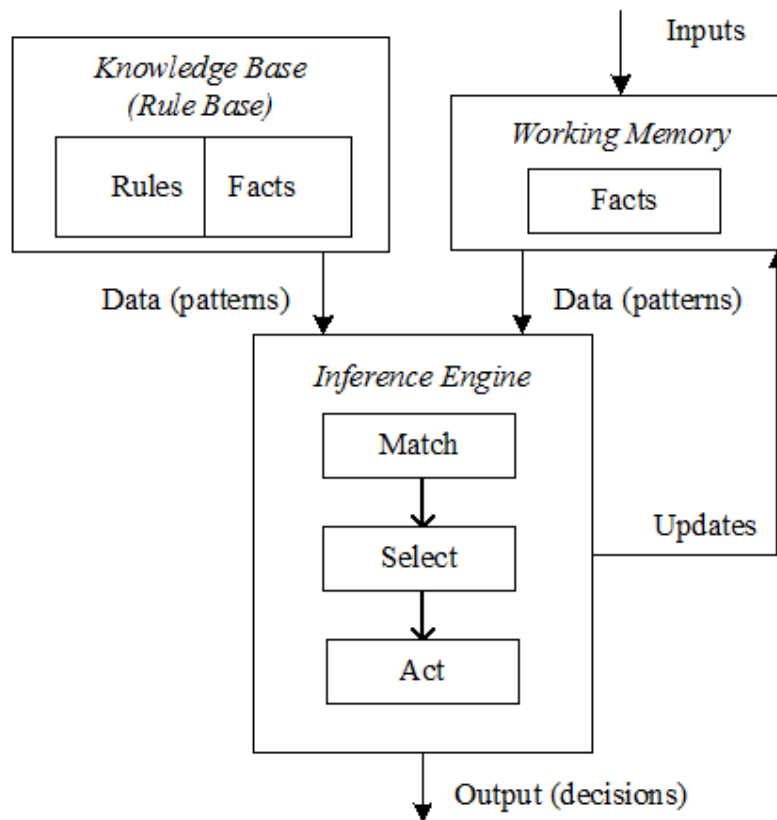 Inputs
Knowledge Base
(Rule Base)
Rules
Facts
Working Memory
Facts
Data (patterns)
Data (patterns)
Inference Engine
Match
Select
Act
Updates
Output (decisions)